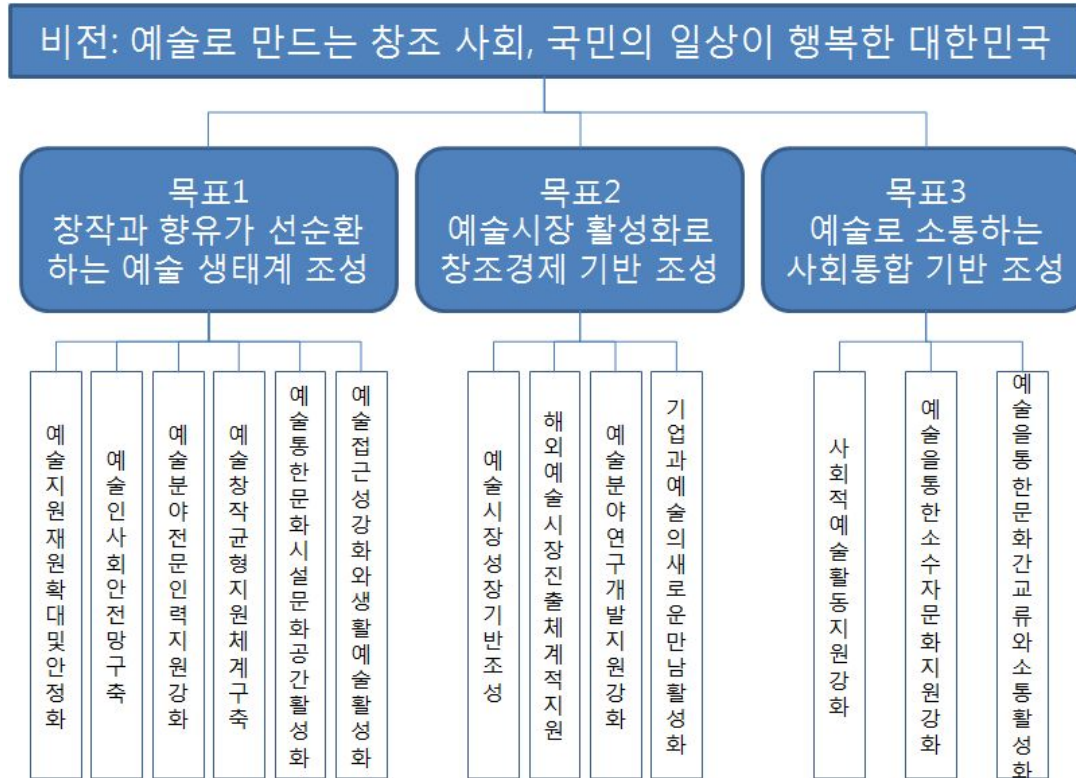 비전: 예술로 만드는 창조 사회, 국민의 일상이 행복한 대한민국
목표1
창작과 향유가 선순환
하는 예술 생태계 조성
목표2
예술시장 활성화로
창조경제 기반 조성
목표3
예술로 소통하는
사회통합 기반 조성
예술지원재원확대및안정화
예술인사회안전망구축
예술분야전문인력지원강화
예술창작균형지원체계구축
예술통한문화시설문화공간활성화
예술접근성강화와생활예술활성화
예술시장성장기반조성
해외예술시장진출체계적지원
예술분야연구개발지원강화
기업과예술의새로운만남활성화
사회적예술활동지원강화
예술을통한소수자문화지원강화
예술을통한문화간교류와소통활성화